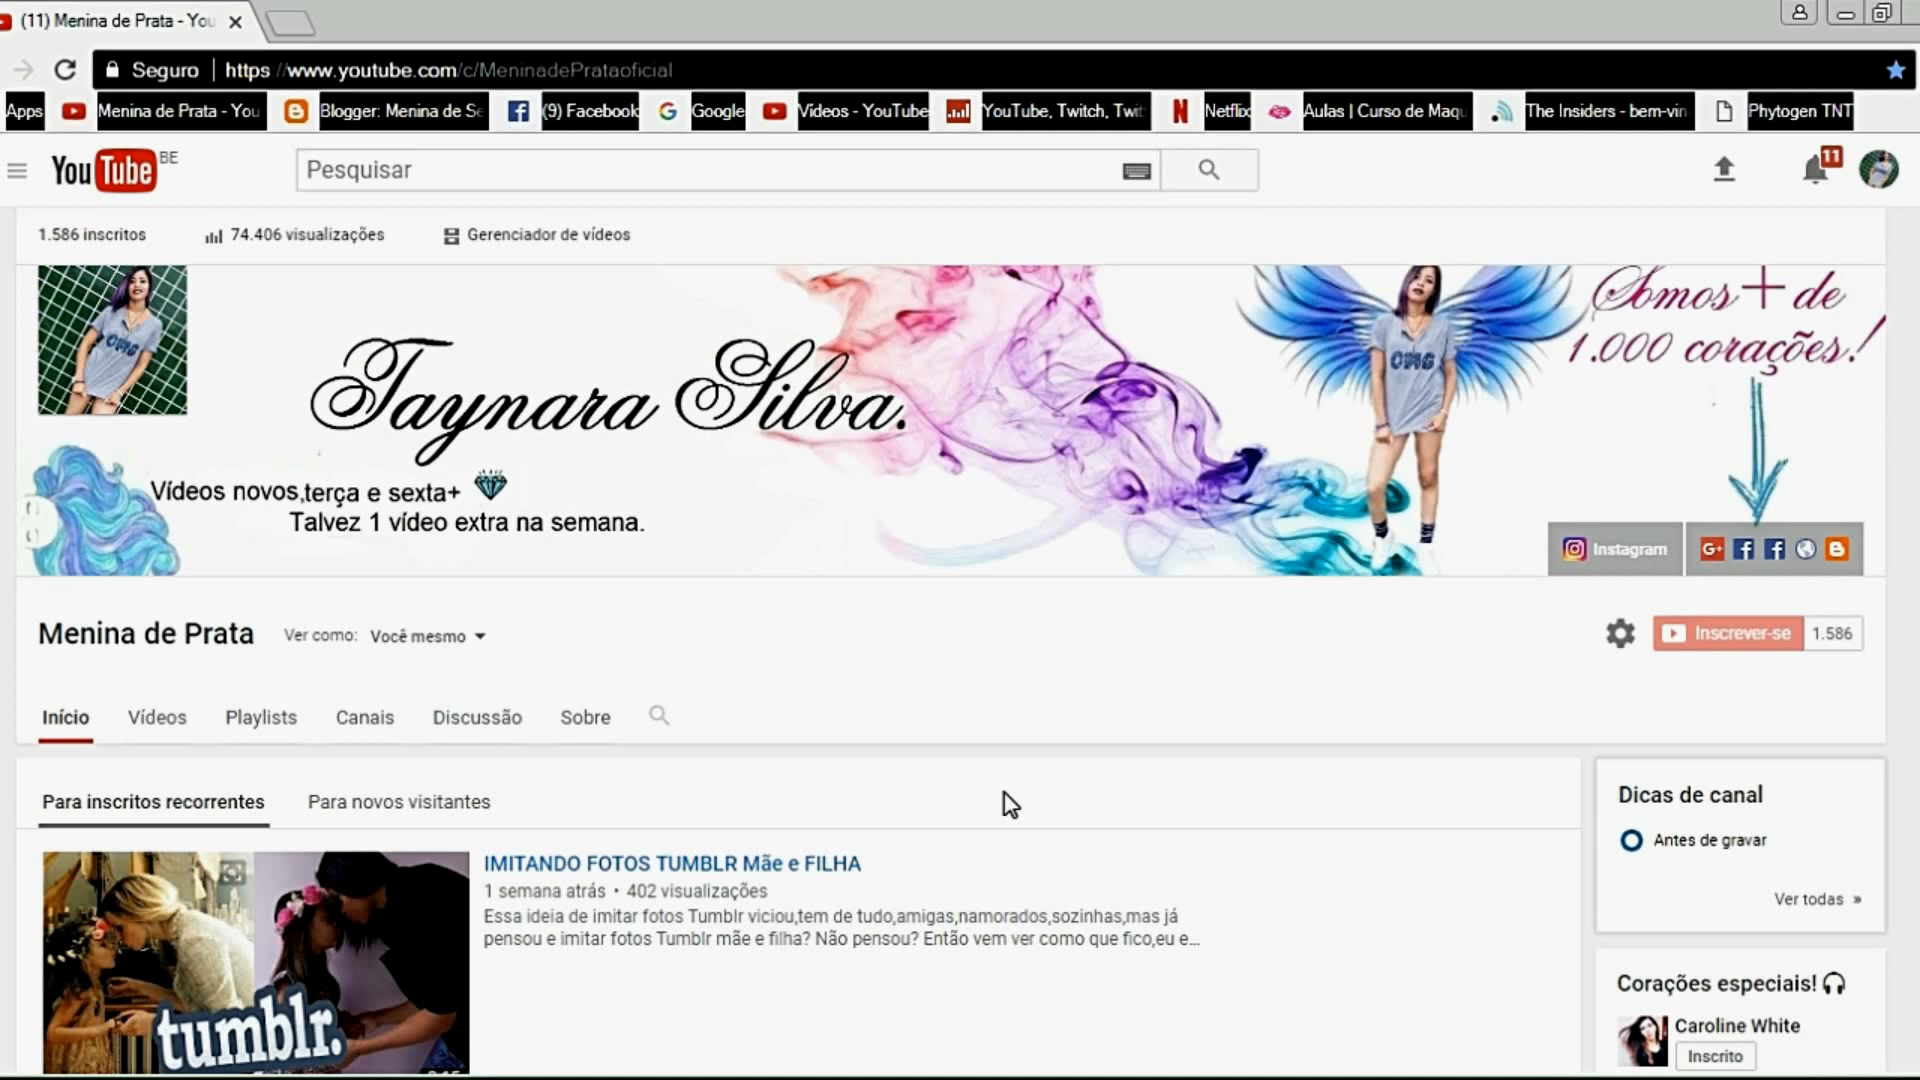 (11) Menina de Prata - You
Seguro https://www.youtube.com/c/MeninadePrataoficial
Apps Menina de Prata - You Blogger: Menina de Se (9) Facebook Google Vídeos - YouTube YouTube, Twitch, Twit Netflix Aulas | Curso de Maqu The Insiders - bem-vin Phytogen TNT
YouTube BE Pesquisar 11
1.586 inscritos 74.406 visualizações Gerenciador de vídeos
Somos + de
1.000 corações!
OMG
OMG
Taynara Silva.
Vídeos novos,terça e sexta+
Talvez 1 vídeo extra na semana.
Instagram G+
Menina de Prata Ver como: Você mesmo Inscrever-se 1.586
Início Vídeos Playlists Canais Discussão Sobre
Para inscritos recorrentes Para novos visitantes
IMITANDO FOTOS TUMBLR Mãe e FILHA
1 semana atrás • 402 visualizações
Essa ideia de imitar fotos Tumblr viciou,tem de tudo,amigas,namorados,sozinhas,mas já
pensou e imitar fotos Tumblr mãe e filha? Não pensou? Então vem ver como que fico,eu e...
tumblr.
Dicas de canal
Antes de gravar
Ver todas »
Corações especiais!
Caroline White
Inscrito